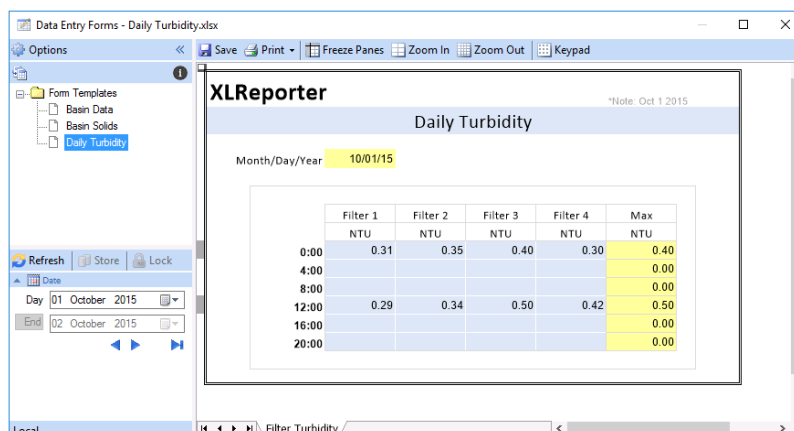 Data Entry Forms - Daily Turbidity.xlsx
Options
Save Print Freeze Panes Zoom In Zoom Out Keypad
Form Templates
Basin Data
Basin Solids
Daily Turbidity
Refresh Store Lock
Date
Day 01 October 2015
End 02 October 2015
Local
XLReporter
*Note: Oct 1 2015
Daily Turbidity
Month/Day/Year 10/01/15
Filter 1 Filter 2 Filter 3 Filter 4 Max
NTU NTU NTU NTU NTU
0:00 0.31 0.35 0.40 0.30 0.40
4:00 0.00
8:00 0.00
12:00 0.29 0.34 0.50 0.42 0.50
16:00 0.00
20:00 0.00
Filter Turbidity